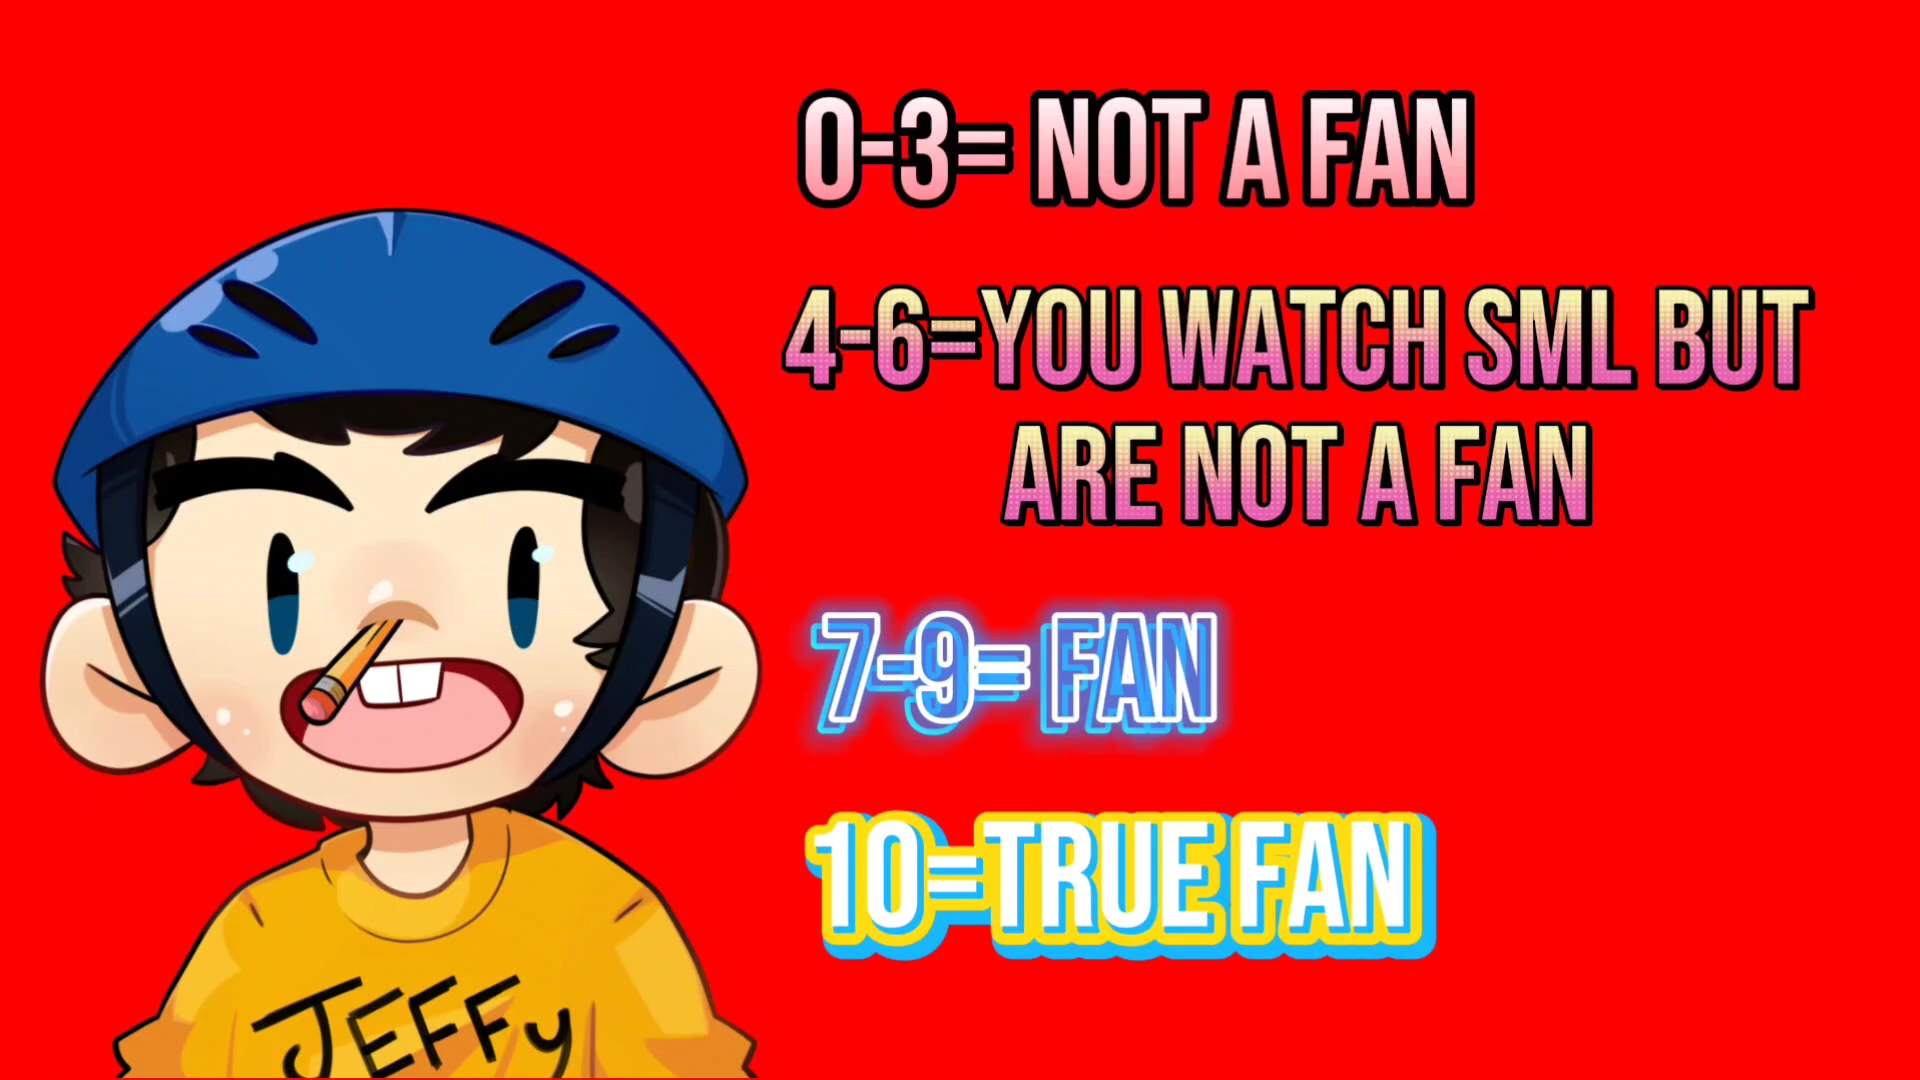 0-3= NOT A FAN
4-6=YOU WATCH SML BUT
ARE NOT A FAN
7-9= FAN
10=TRUE FAN
JEFFy